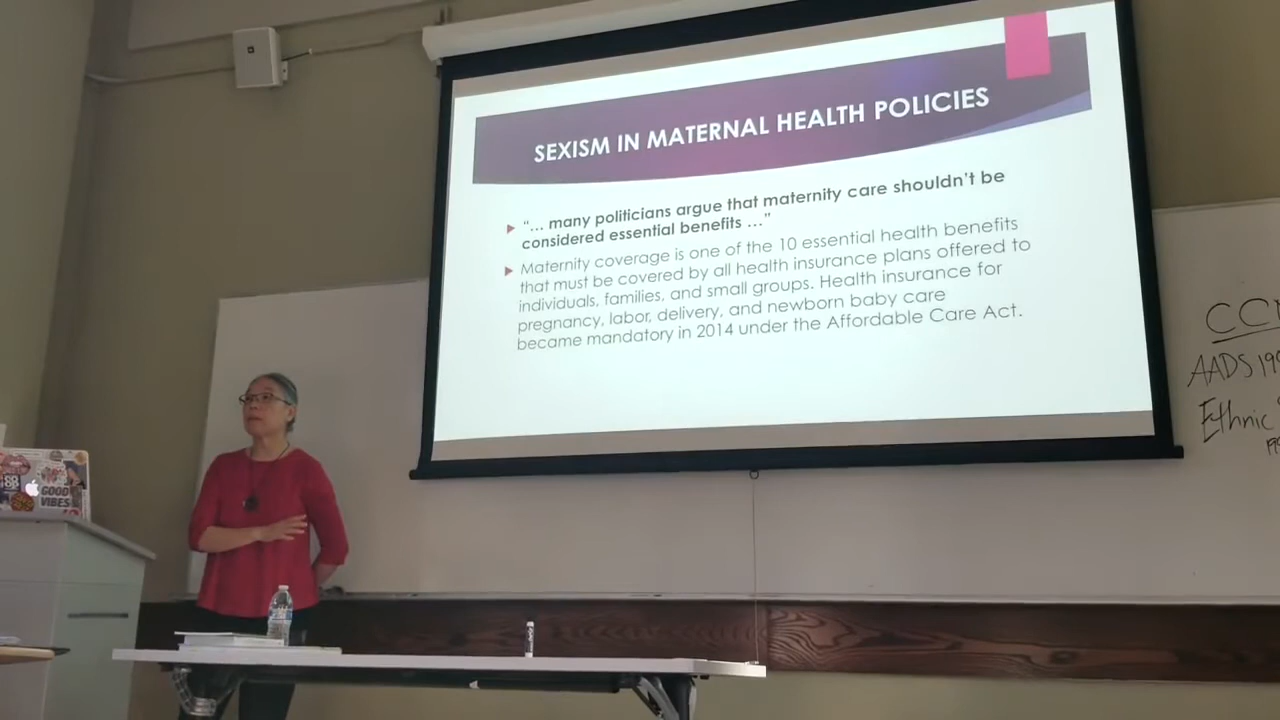 SEXISM IN MATERNAL HEALTH POLICIES
"... many politicians argue that maternity care shouldn't be
considered essential benefits ..."
Maternity coverage is one of the 10 essential health benefits
that must be covered by all health insurance plans offered to
individuals, families, and small groups. Health insurance for
pregnancy, labor, delivery, and newborn baby care
became mandatory in 2014 under the Affordable Care Act.
AADS
Ethnic
GOOD
VIBES